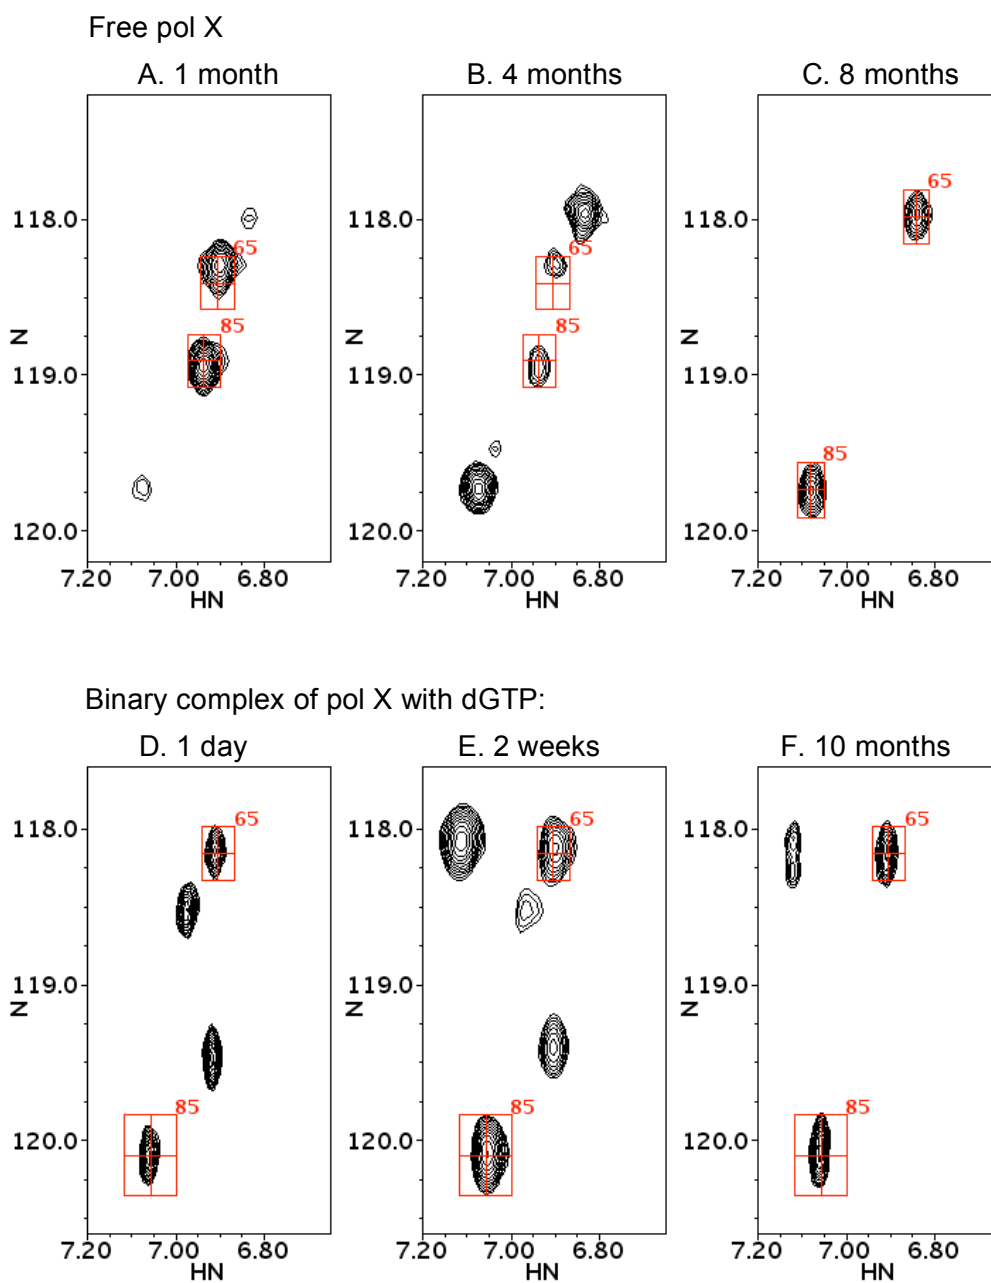 Free pol X
A. 1 month
B. 4 months
C. 8 months
118.0
119.0
120.0
N
65
85
7.20 7.00 6.80
HN
118.0
119.0
120.0
N
65
85
7.20 7.00 6.80
HN
118.0
119.0
120.0
N
65
85
7.20 7.00 6.80
HN
Binary complex of pol X with dGTP:
D. 1 day
E. 2 weeks
F. 10 months
118.0
119.0
120.0
N
65
85
7.20 7.00 6.80
HN
118.0
119.0
120.0
N
65
85
7.20 7.00 6.80
HN
118.0
119.0
120.0
N
65
85
7.20 7.00 6.80
HN